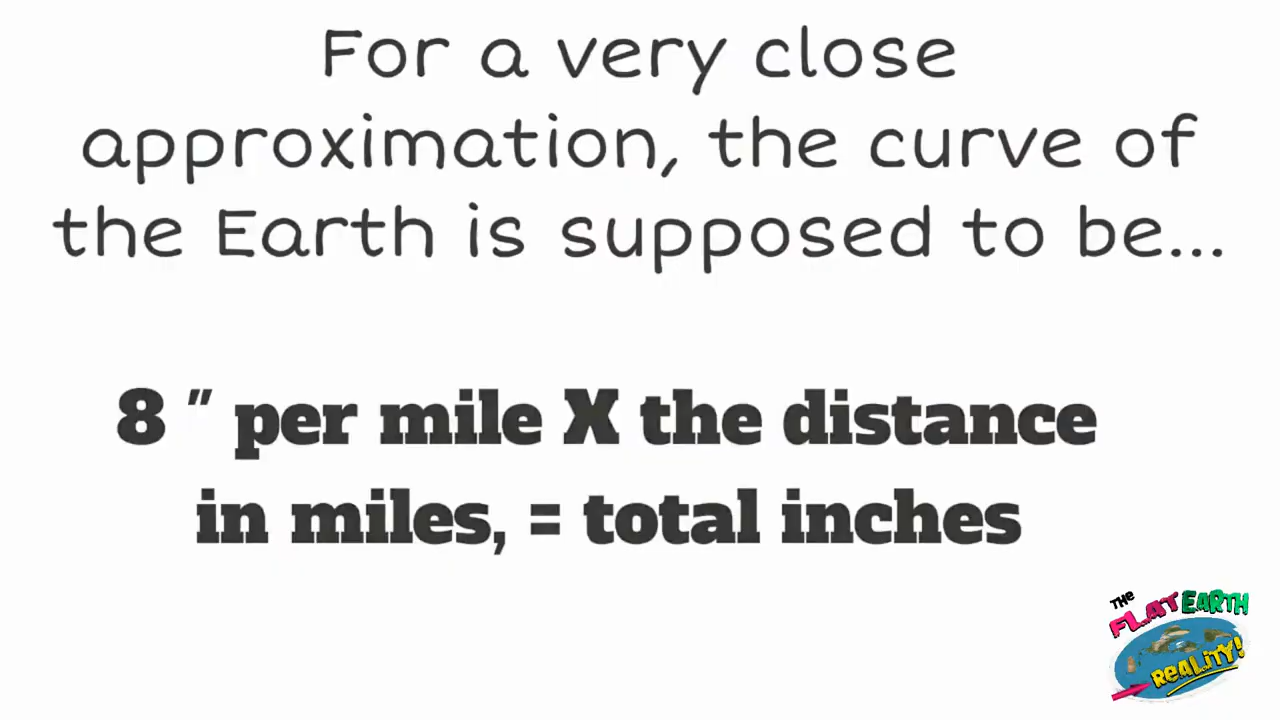 For a very close
approximation, the curve of
the Earth is supposed to be...
8 " per mile X the distance
in miles, = total inches
THE
FLAT EARTH
REALITY!